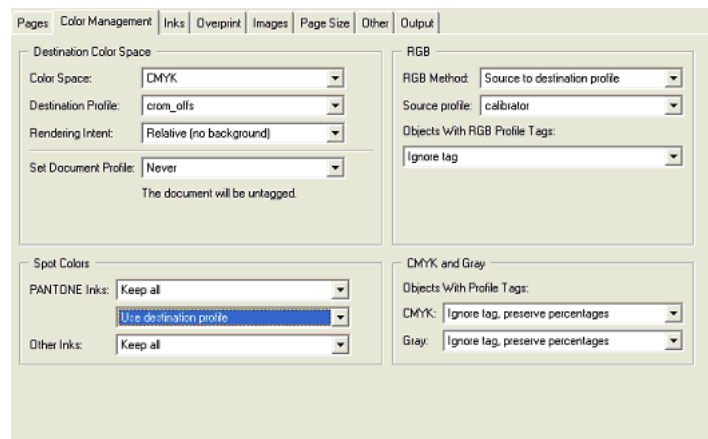 Pages Color Management Inks Overprint Images Page Size Other Output
Destination Color Space
Color Space: CMYK
Destination Profile: crom_offs
Rendering Intent: Relative (no background)
Set Document Profile: Never
The document will be untagged.
RGB
RGB Method: Source to destination profile
Source profile: calibrator
Objects With RGB Profile Tags:
Ignore tag
Spot Colors
PANTONE Inks: Keep all
Use destination profile
Other Inks: Keep all
CMYK and Gray
Objects With Profile Tags:
CMYK: Ignore tag, preserve percentages
Gray: Ignore tag, preserve percentages